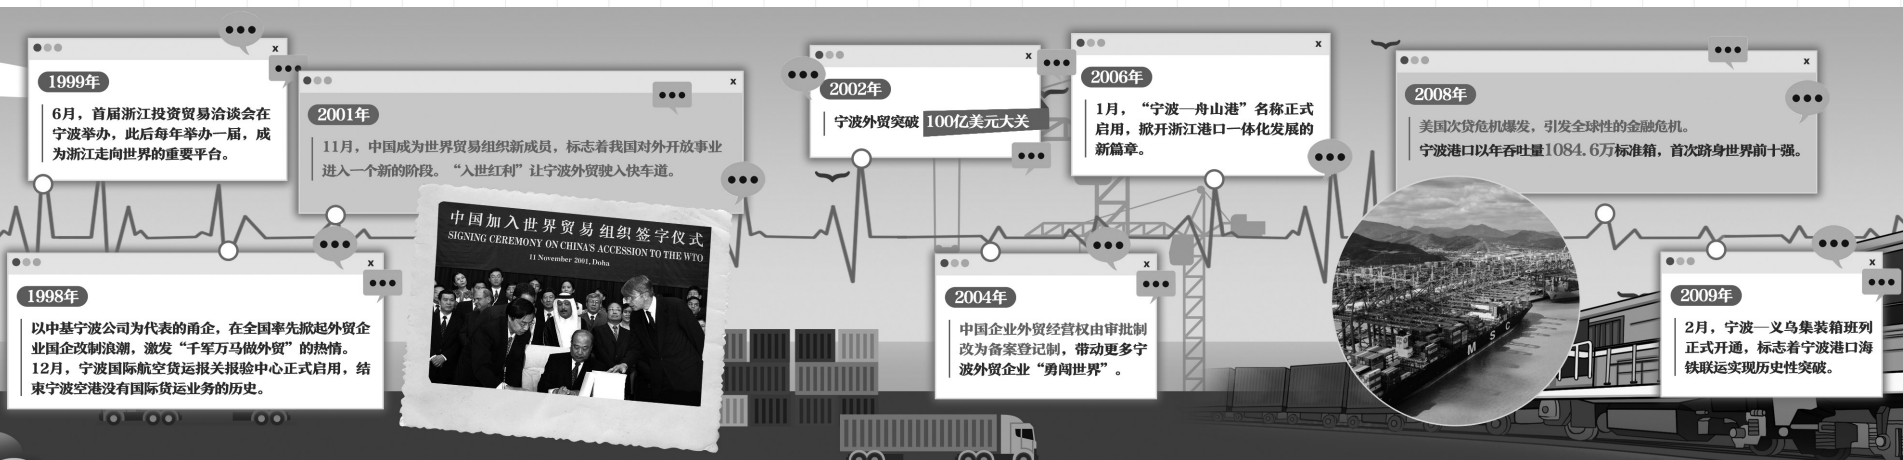 1999年
6月，首届浙江投资贸易洽谈会在
宁波举办，此后每年举办一届，成
为浙江走向世界的重要平台。
1998年
以中基宁波公司为代表的甬企，在全国率先掀起外贸企
业国企改制浪潮，激发“千军万马做外贸”的热情。
12月，宁波国际航空货运报关报验中心正式启用，结
束宁波空港没有国际货运业务的历史。
2001年
11月，中国成为世界贸易组织新成员，标志着我国对外开放事业
进入一个新的阶段。“入世红利”让宁波外贸驶入快车道。
中国加入世界贸易组织签字仪式
SIGNING CEREMONY ON CHINA'S ACCESSION TO THE WTO
11 November 2001, Doha
2002年
宁波外贸突破 100亿美元大关
2004年
中国企业外贸经营权由审批制
改为备案登记制，带动更多宁
波外贸企业“勇闯世界”。
2006年
1月，“宁波—舟山港”名称正式
启用，掀开浙江港口一体化发展的
新篇章。
2008年
美国次贷危机爆发，引发全球性的金融危机。
宁波港口以年吞吐量1084.6万标准箱，首次跻身世界前十强。
M S C
2009年
2月，宁波—义乌集装箱班列
正式开通，标志着宁波港口海
铁联运实现历史性突破。